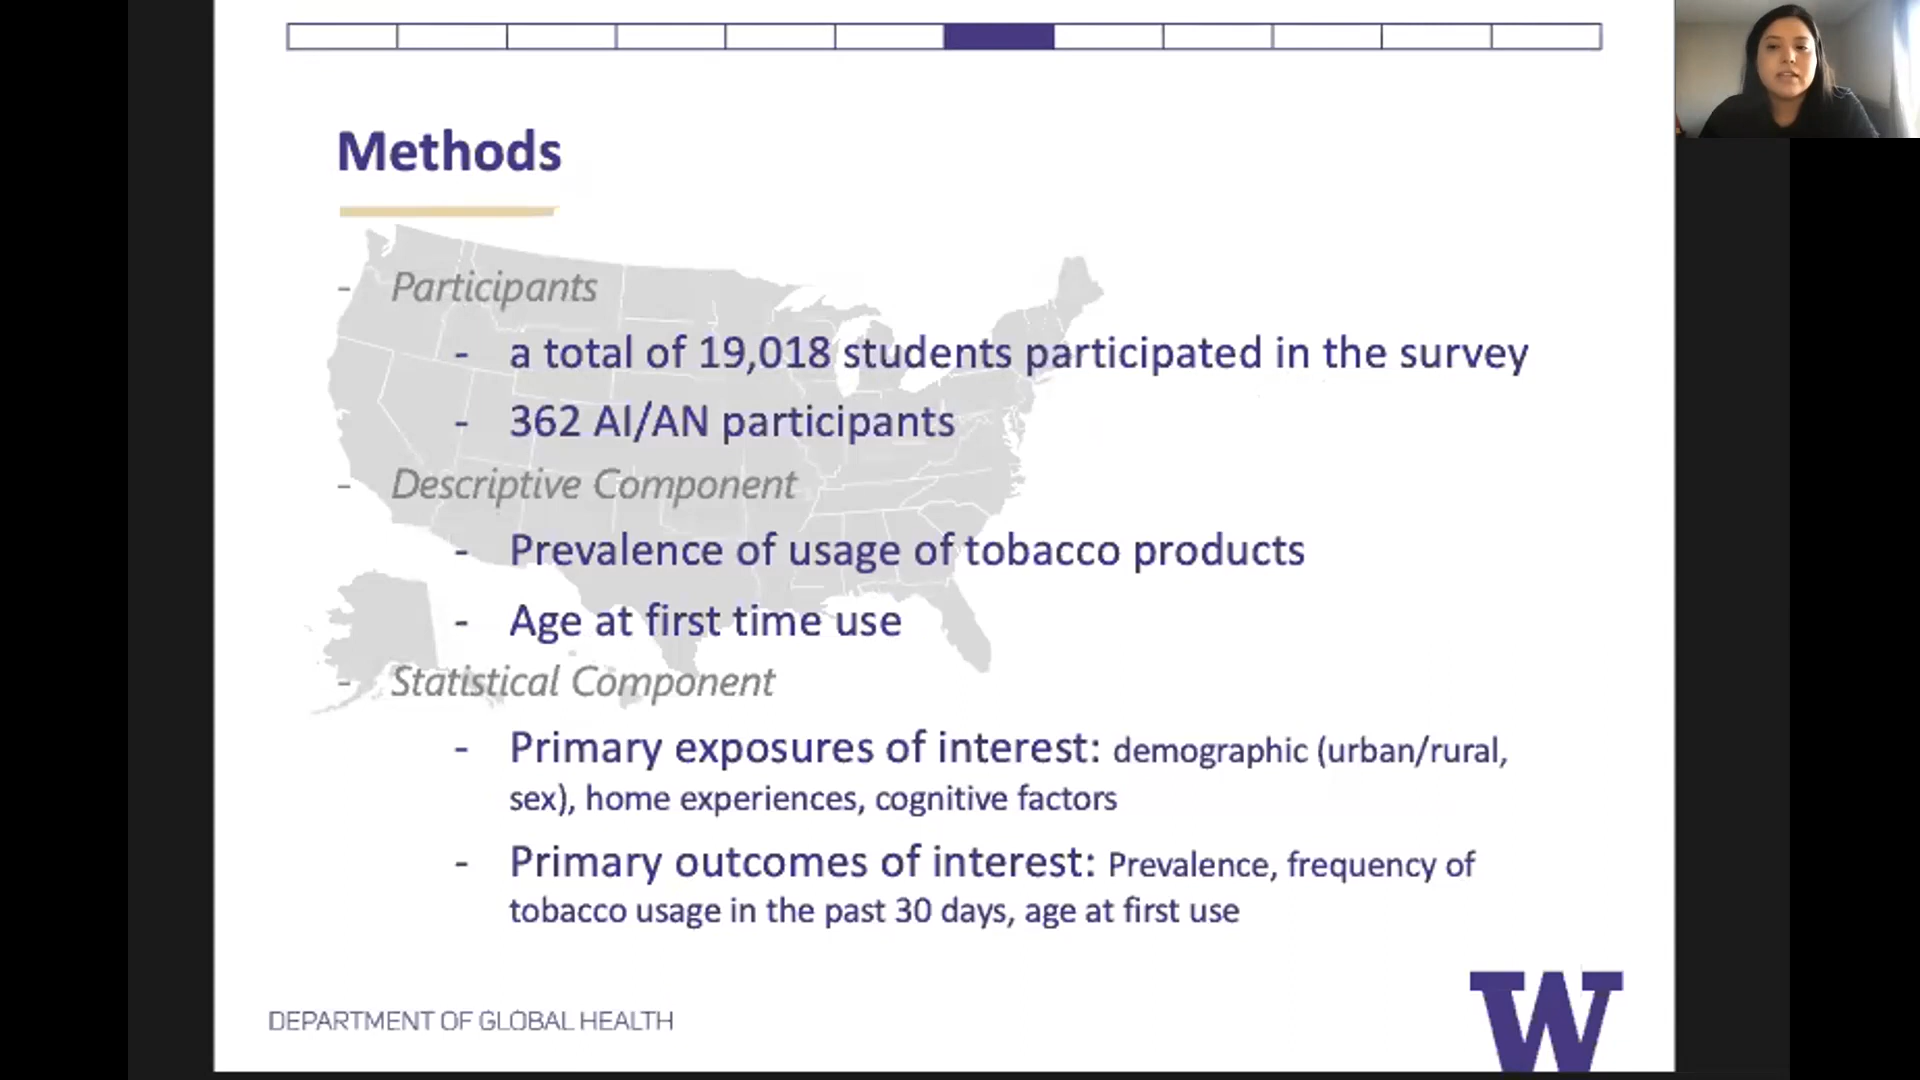 Methods
- Participants
- a total of 19,018 students participated in the survey
- 362 AI/AN participants
- Descriptive Component
- Prevalence of usage of tobacco products
- Age at first time use
- Statistical Component
- Primary exposures of interest: demographic (urban/rural,
sex), home experiences, cognitive factors
- Primary outcomes of interest: Prevalence, frequency of
tobacco usage in the past 30 days, age at first use
DEPARTMENT OF GLOBAL HEALTH
W